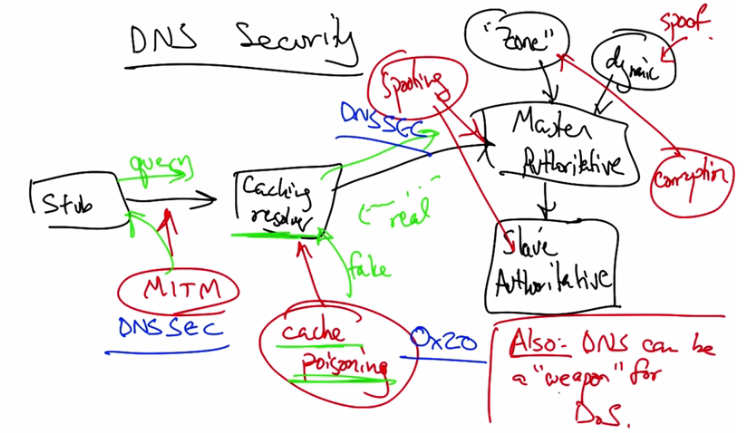 DNS Security
"Zone"
dynamic
spoof.
Spoofing
DNSSEC
Master
Authoritative
query
Stub
Caching
resolver
real
fake
corruption
Slave
Authoritative
MITM
DNSSEC
cache
poisoning
0x20
Also:- DNS can be
a "weapon" for
DoS.